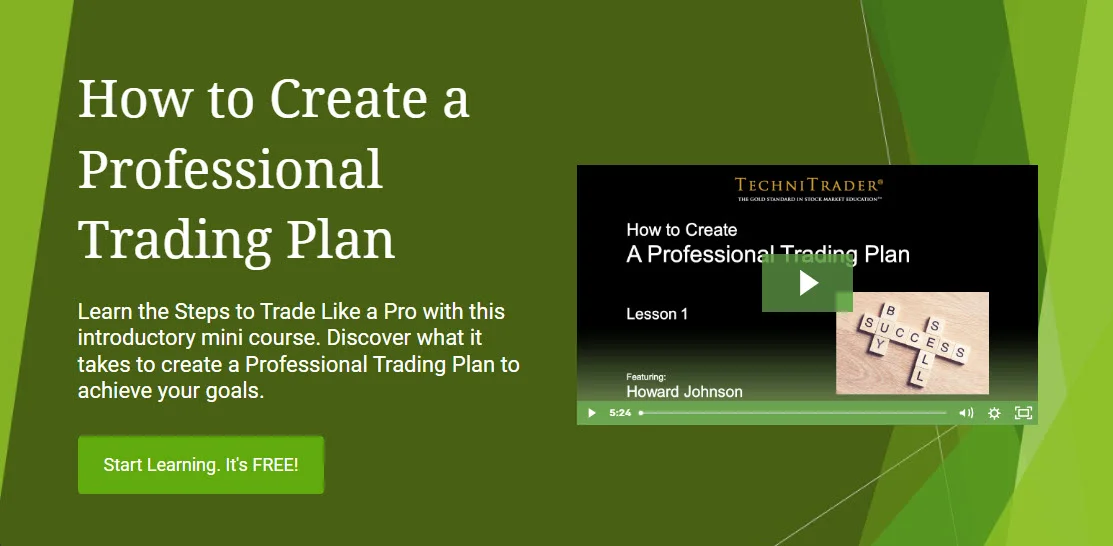 How to Create a
Professional
Trading Plan
Learn the Steps to Trade Like a Pro with this
introductory mini course. Discover what it
takes to create a Professional Trading Plan to
achieve your goals.
Start Learning. It's FREE!
TECHNITRADER®
THE GOLD STANDARD IN STOCK MARKET EDUCATION™
How to Create
A Professional Trading Plan
Lesson 1
BUY
SUCCESS
SELL
Featuring:
Howard Johnson
5:24